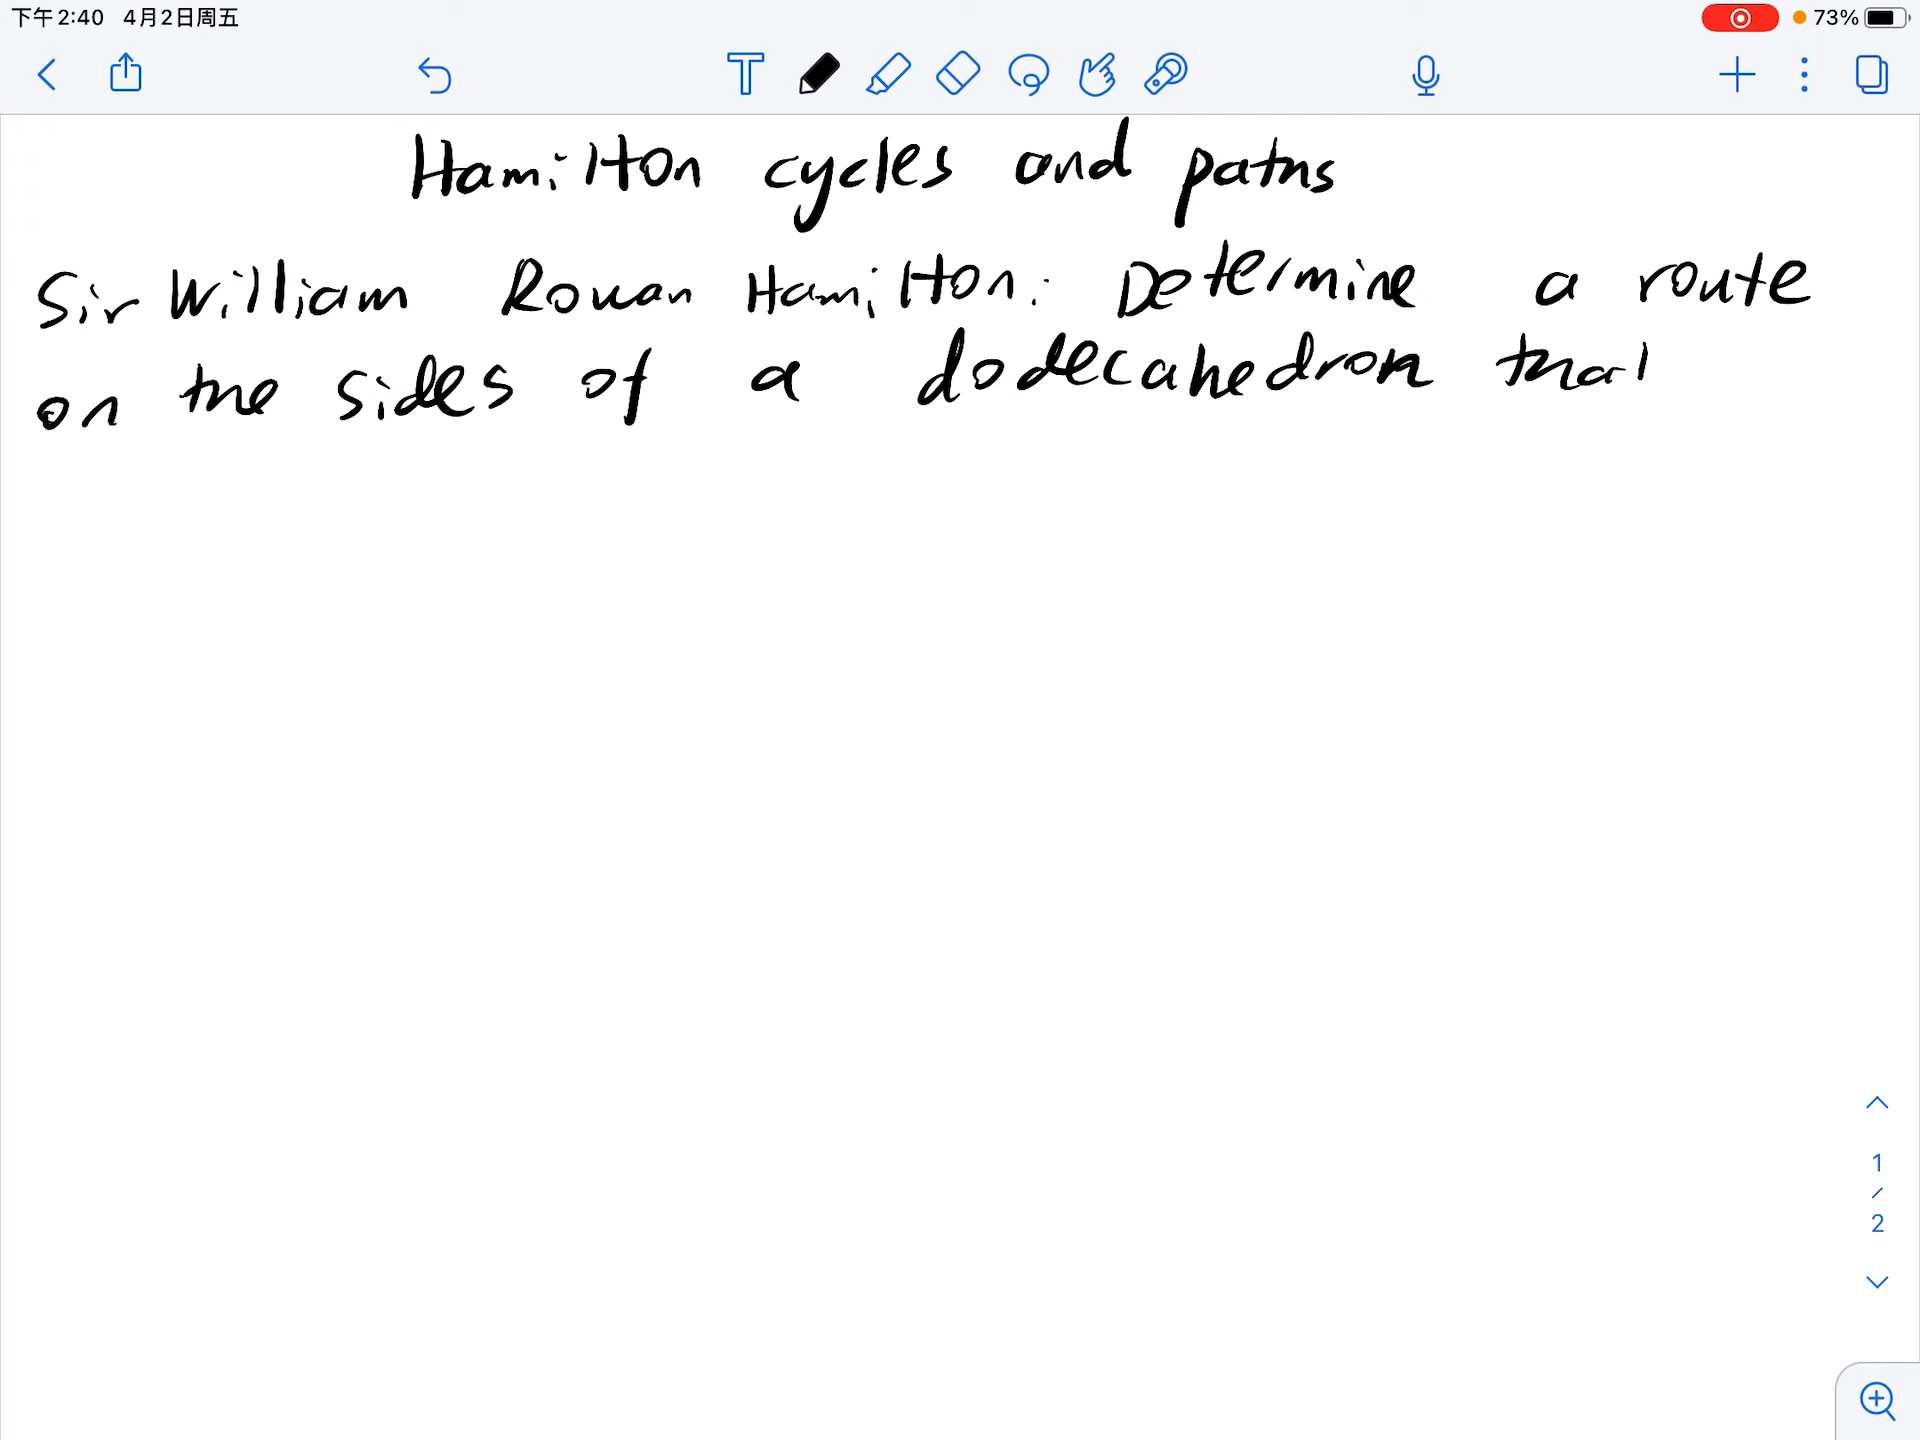 下午2:40 4月2日周五
73%
Hamilton cycles and paths
Sir William Rowan Hamilton: Determine a route
on the sides of a dodecahedron that
1
/
2